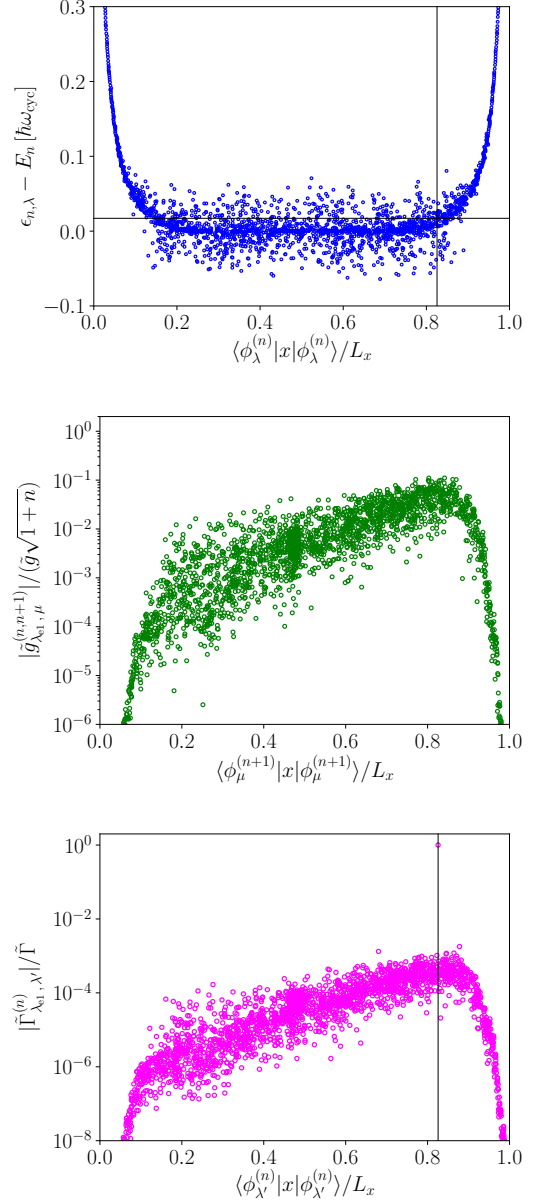 0.3
0.2
0.1
0.0
−0.1
ϵ_{n,λ} − E_n [ℏω_cyc]
0.0 0.2 0.4 0.6 0.8 1.0
⟨ϕ_λ^{(n)}|x|ϕ_λ^{(n)}⟩/L_x
10^0
10^{−1}
10^{−2}
10^{−3}
10^{−4}
10^{−5}
10^{−6}
|g̃_{λ_{e1}, μ}^{(n,n+1)}|/(g̃√(1 + n))
0.0 0.2 0.4 0.6 0.8 1.0
⟨ϕ_μ^{(n+1)}|x|ϕ_μ^{(n+1)}⟩/L_x
10^0
10^{−2}
10^{−4}
10^{−6}
10^{−8}
|Γ̃_{λ_{e1}, λ′}^{(n)}|/Γ̃
0.0 0.2 0.4 0.6 0.8 1.0
⟨ϕ_{λ′}^{(n)}|x|ϕ_{λ′}^{(n)}⟩/L_x